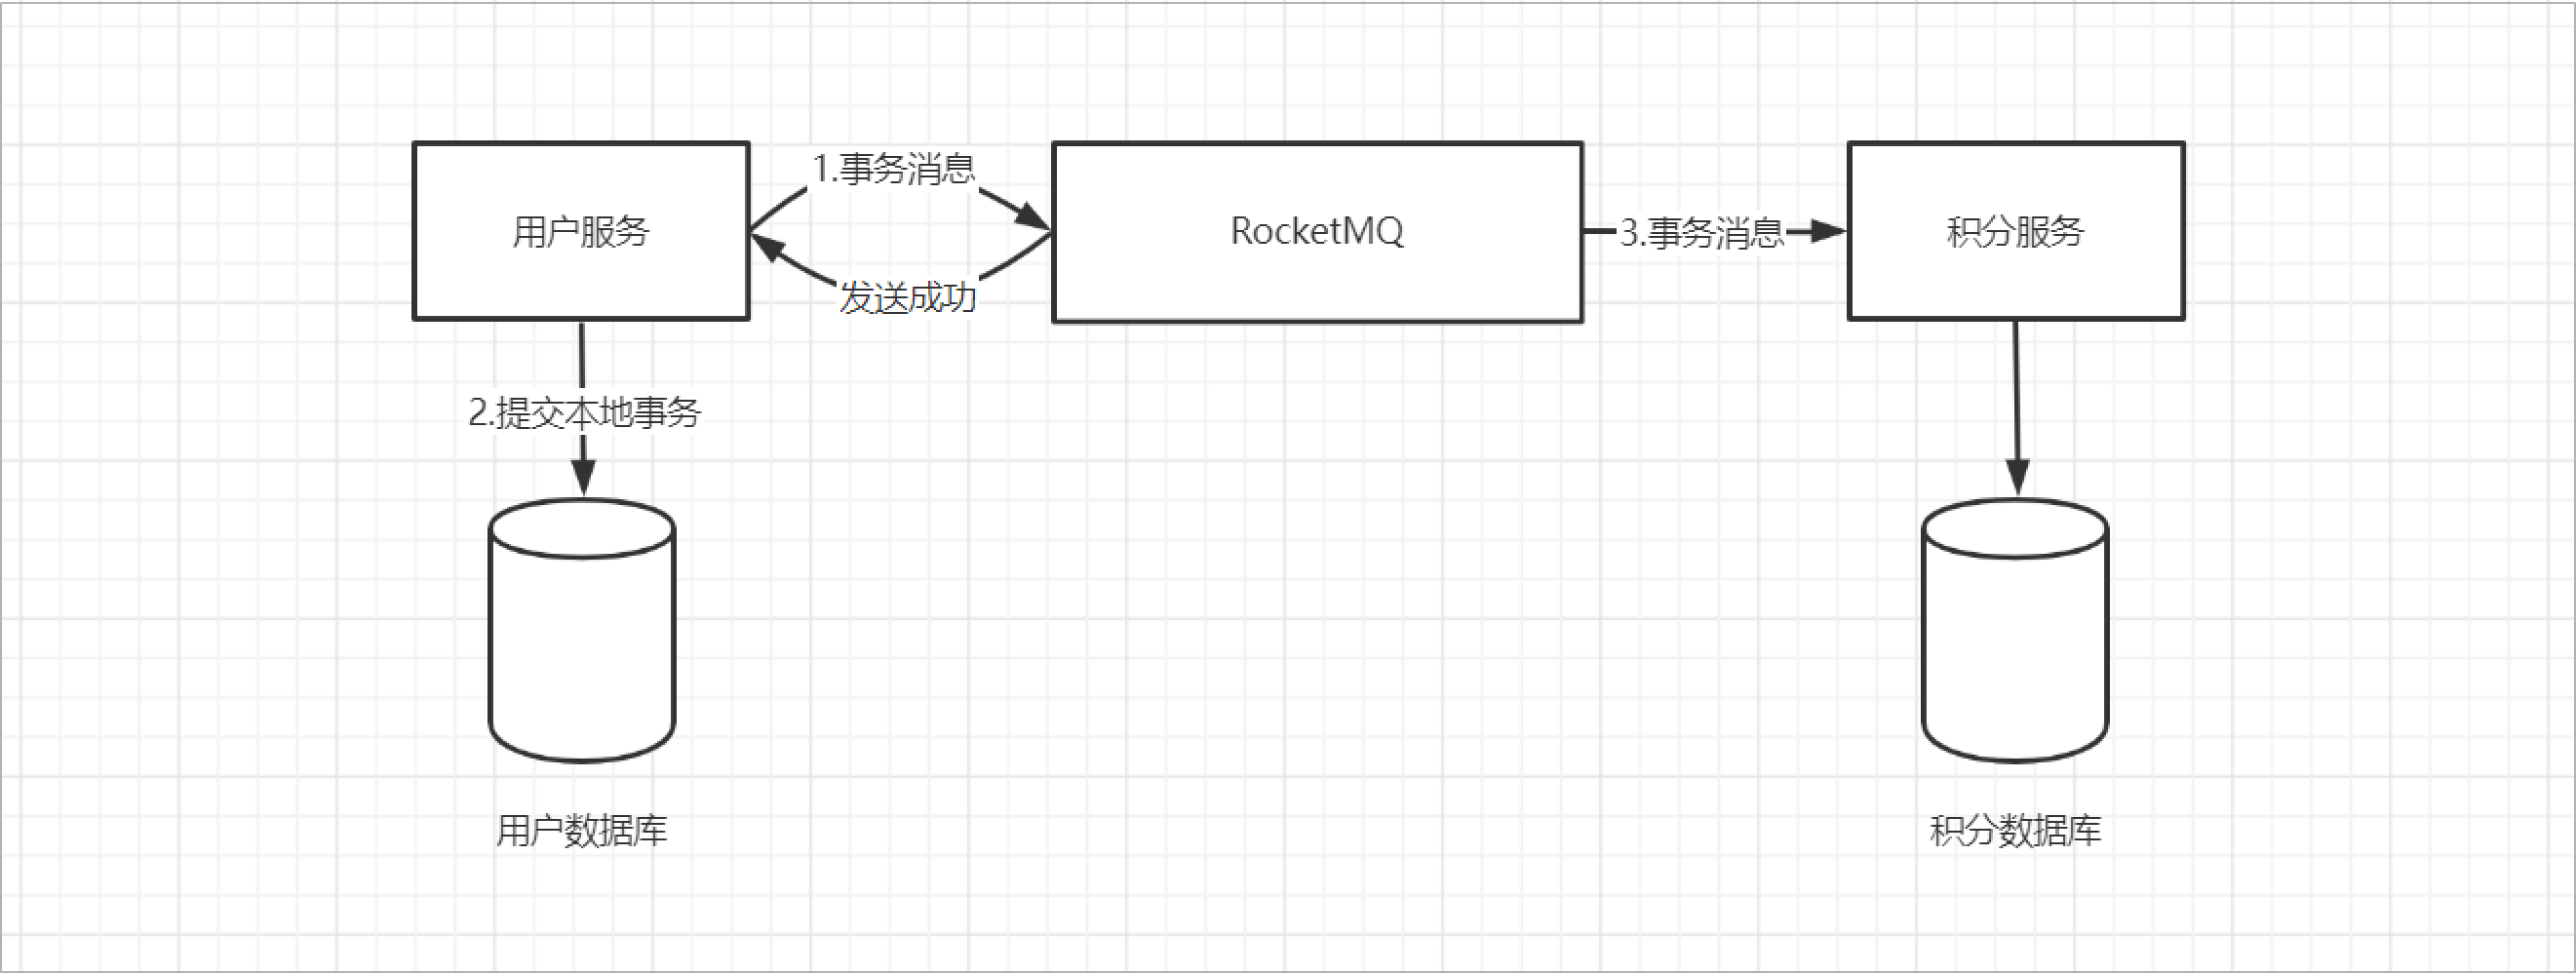 1.事务消息
用户服务
RocketMQ
3.事务消息
积分服务
发送成功
2.提交本地事务
用户数据库
积分数据库